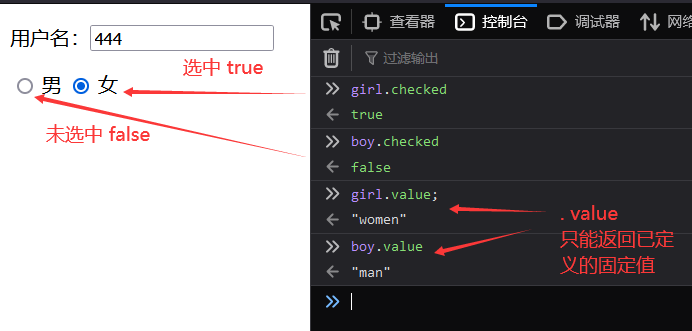 用户名：444
男 女
选中 true
未选中 false
查看器 控制台 调试器 网络
过滤输出
girl.checked
true
boy.checked
false
girl.value;
"women"
boy.value
"man"
. value
只能返回已定
义的固定值